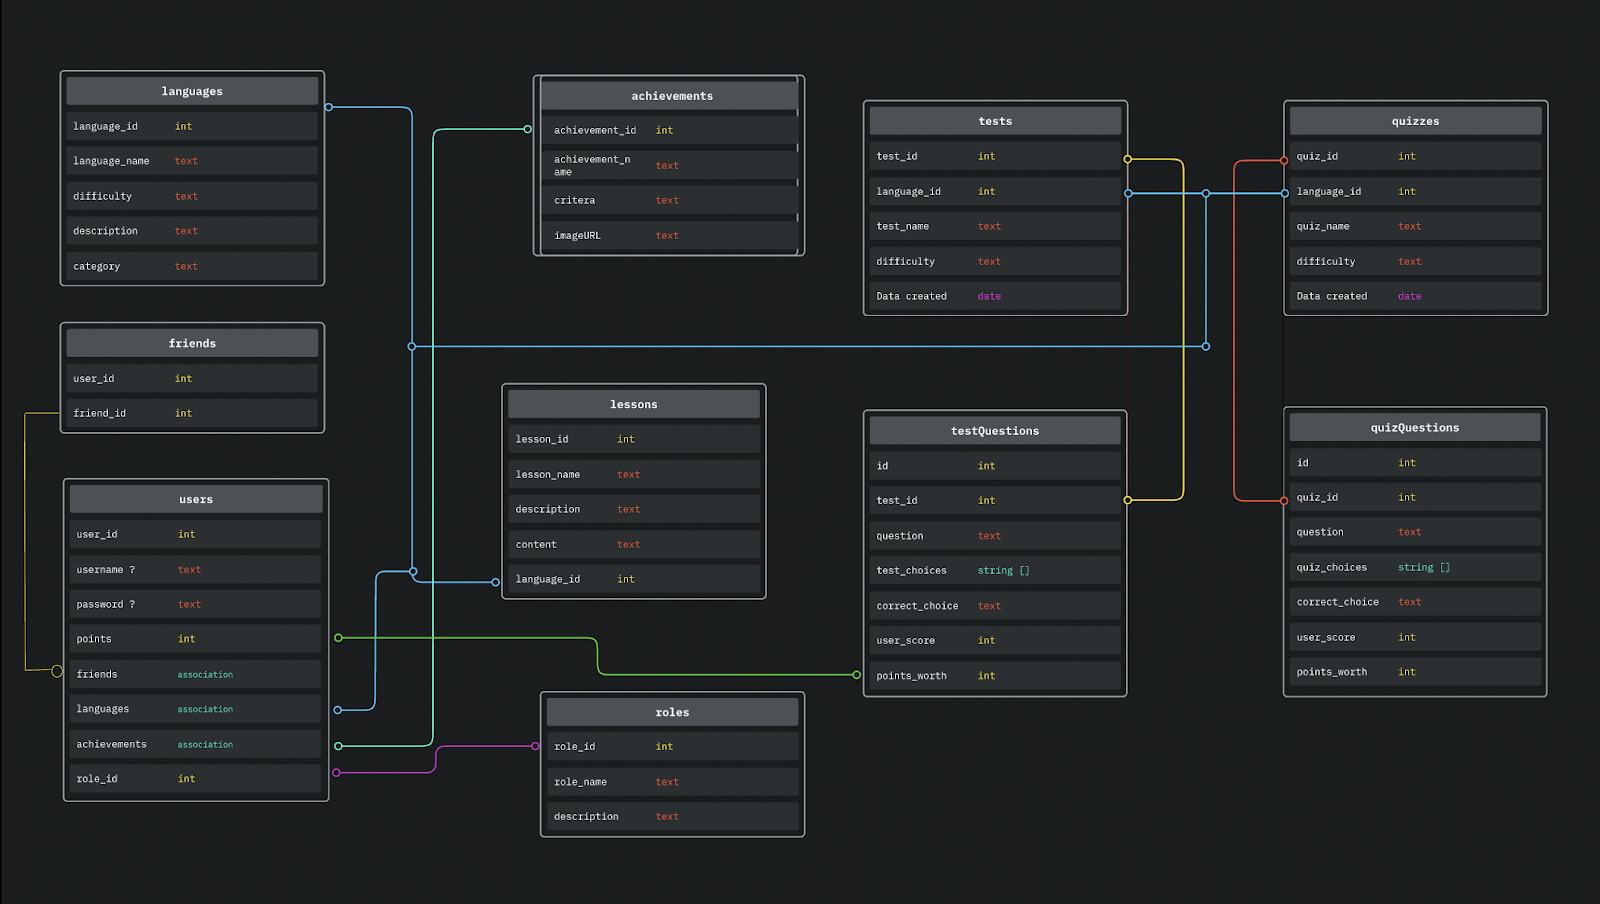 languages
language_id int
language_name text
difficulty text
description text
category text
friends
user_id int
friend_id int
users
user_id int
username ? text
password ? text
points int
friends association
languages association
achievements association
role_id int
achievements
achievement_id int
achievement_n
ame text
critera text
imageURL text
lessons
lesson_id int
lesson_name text
description text
content text
language_id int
roles
role_id int
role_name text
description text
tests
test_id int
language_id int
test_name text
difficulty text
Data created date
testQuestions
id int
test_id int
question text
test_choices string []
correct_choice text
user_score int
points_worth int
quizzes
quiz_id int
language_id int
quiz_name text
difficulty text
Data created date
quizQuestions
id int
quiz_id int
question text
quiz_choices string []
correct_choice text
user_score int
points_worth int